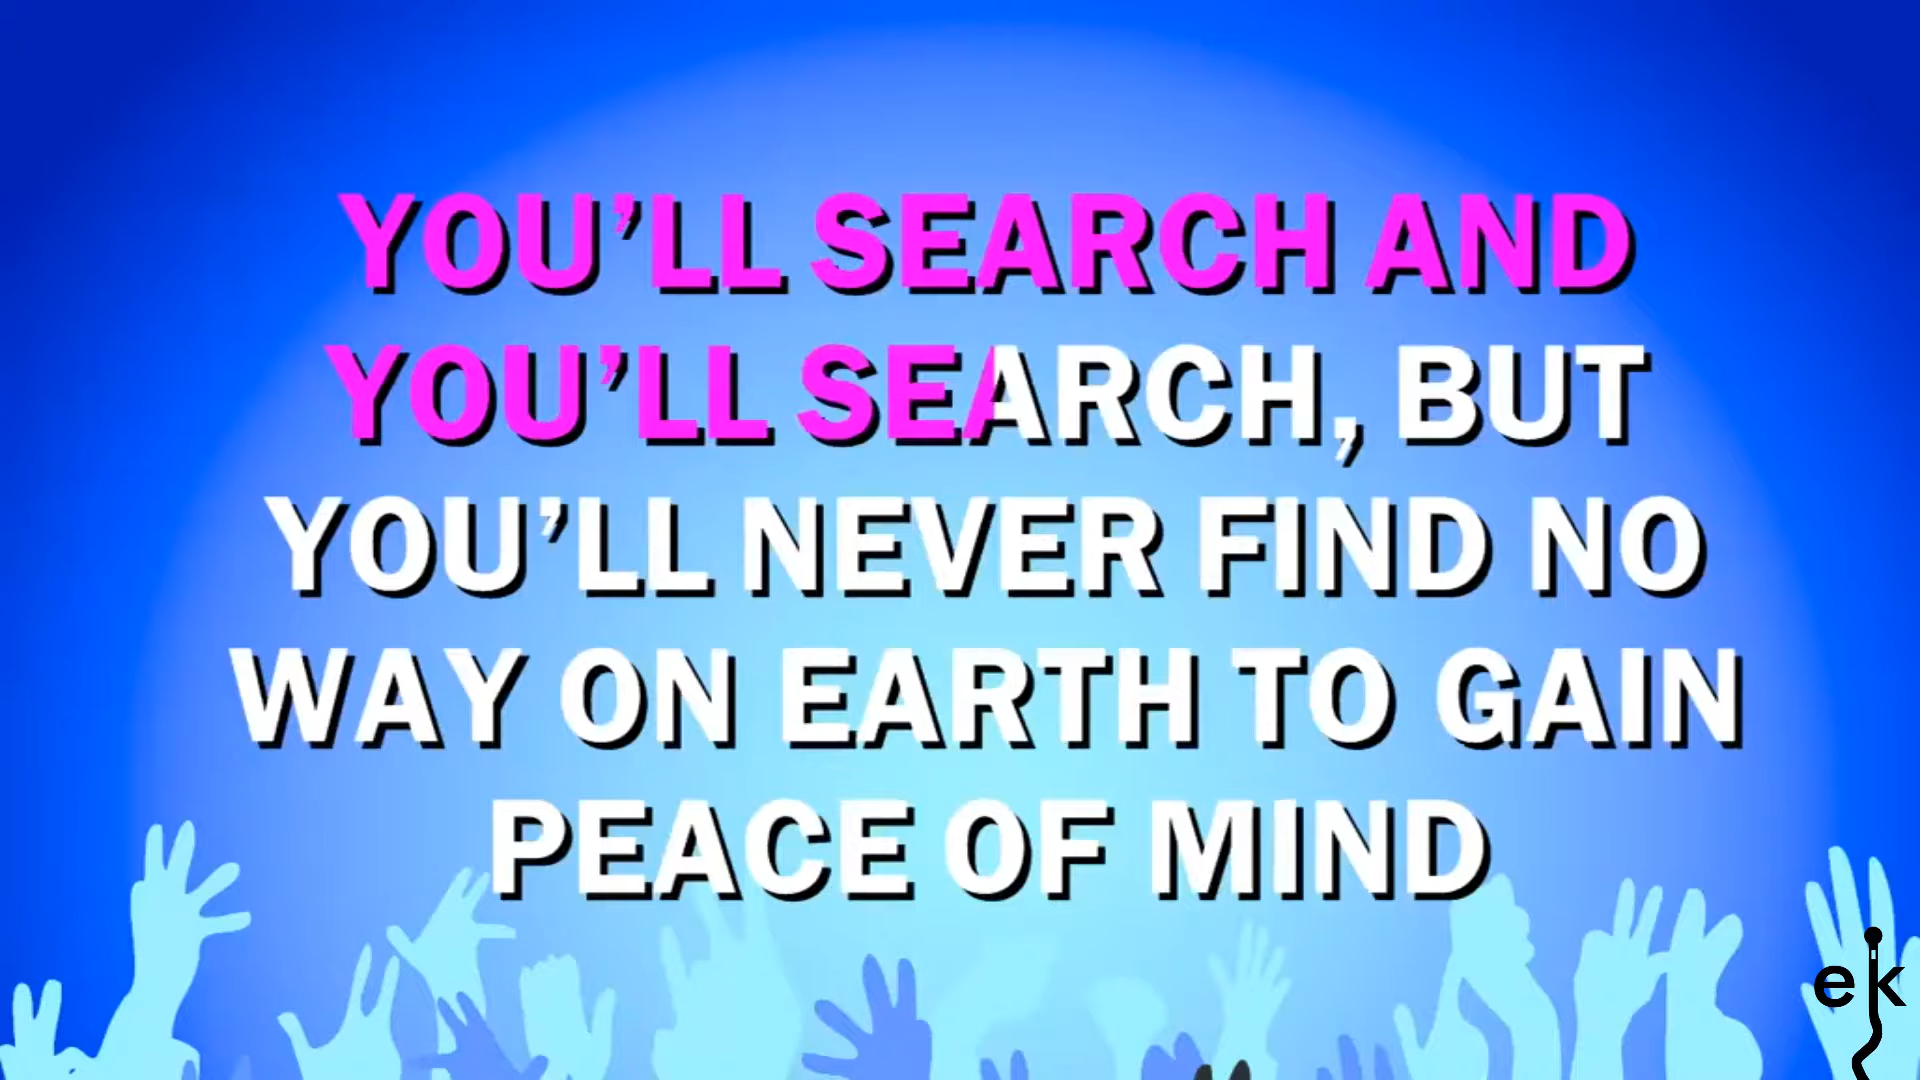 YOU’LL SEARCH AND
YOU’LL SEARCH, BUT
YOU’LL NEVER FIND NO
WAY ON EARTH TO GAIN
PEACE OF MIND
ek